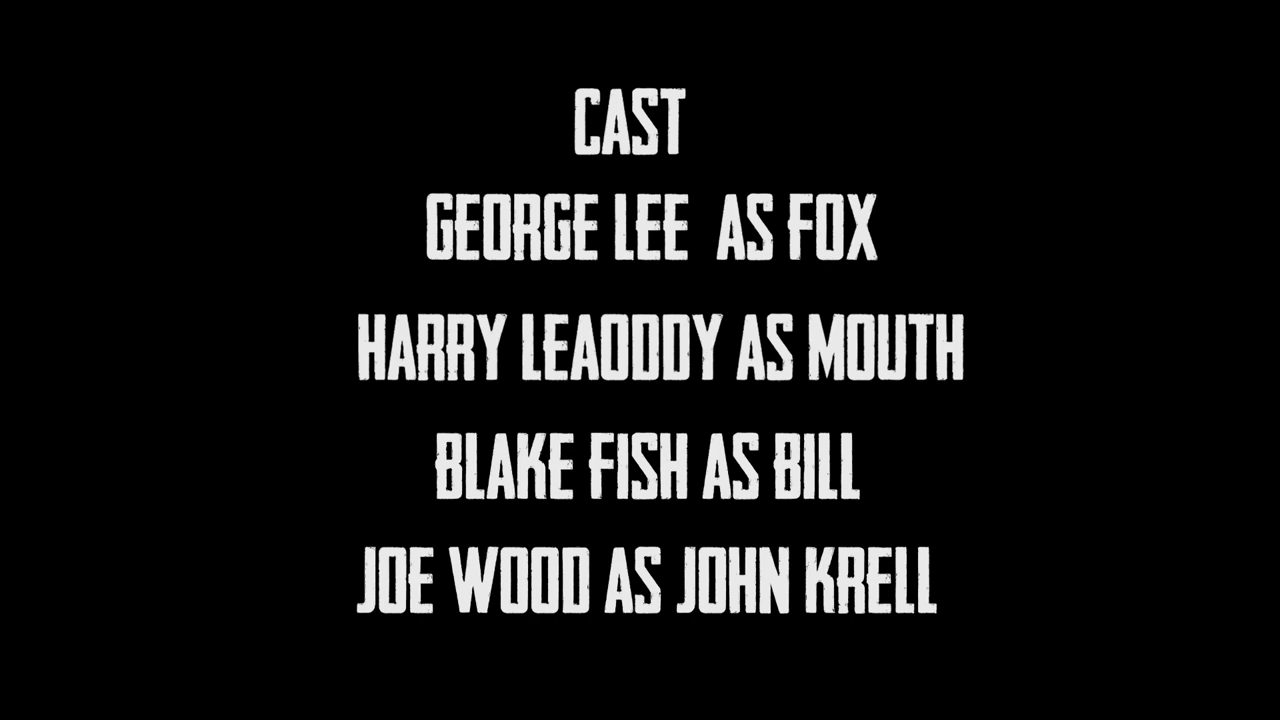 CAST
GEORGE LEE AS FOX
HARRY LEAODDY AS MOUTH
BLAKE FISH AS BILL
JOE WOOD AS JOHN KRELL